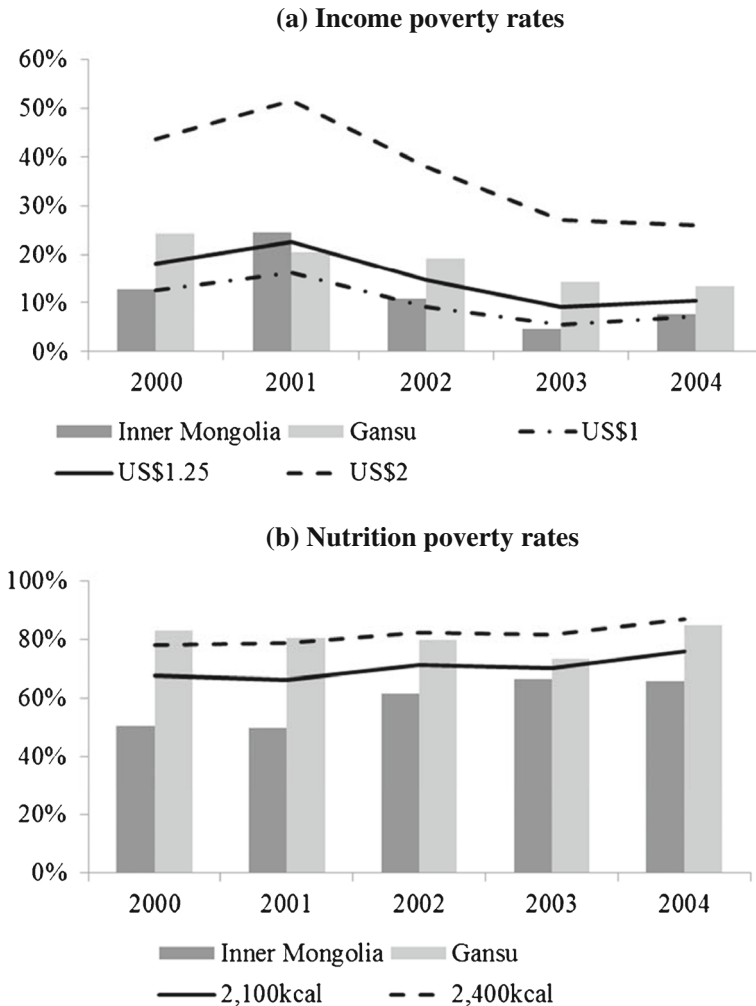 (a) Income poverty rates
60%
50%
40%
30%
20%
10%
0%
2000 2001 2002 2003 2004
Inner Mongolia Gansu US$1
US$1.25 US$2
(b) Nutrition poverty rates
100%
80%
60%
40%
20%
0%
2000 2001 2002 2003 2004
Inner Mongolia Gansu
2,100kcal 2,400kcal